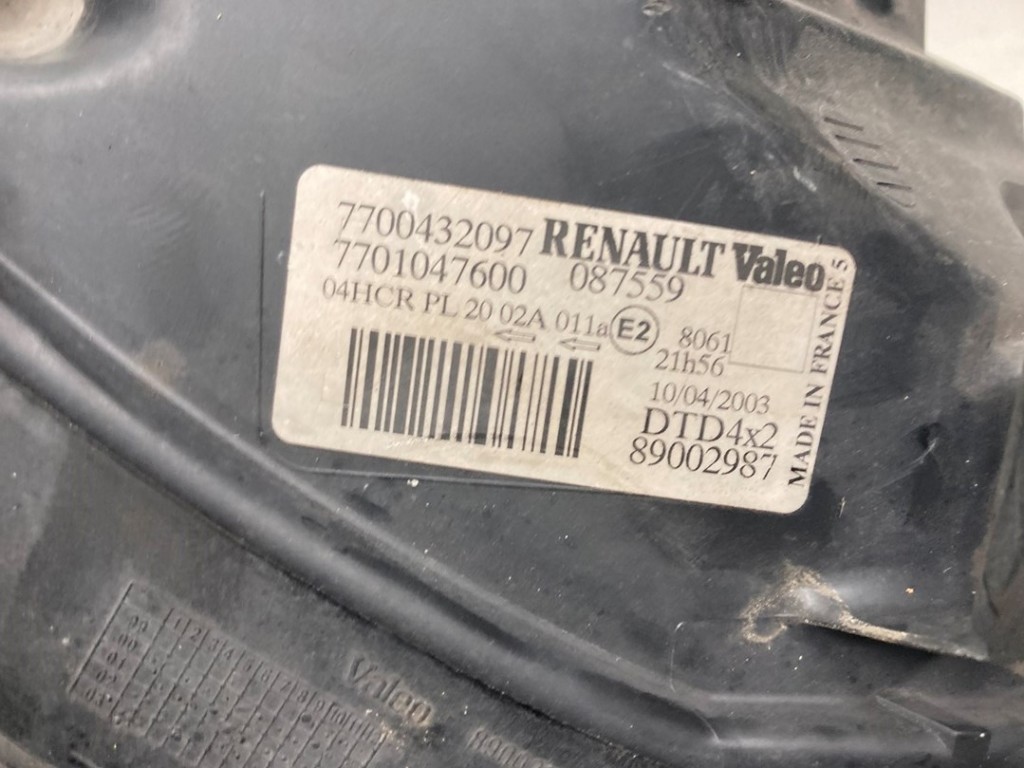 7700432097 RENAULT Valeo
7701047600 087559
04HCR PL 20 02A 011a E2 8061
21h56
10/04/2003
DTD4x2
89002987
MADE IN FRANCE 5
Valeo